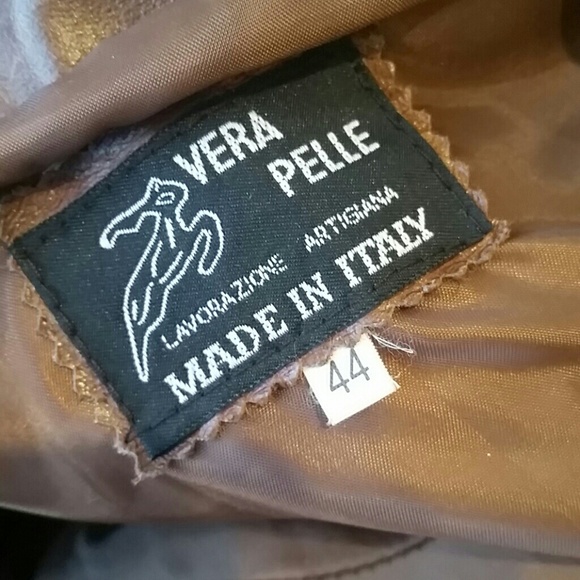 VERA
PELLE
LAVORAZIONE ARTIGIANA
MADE IN ITALY
44